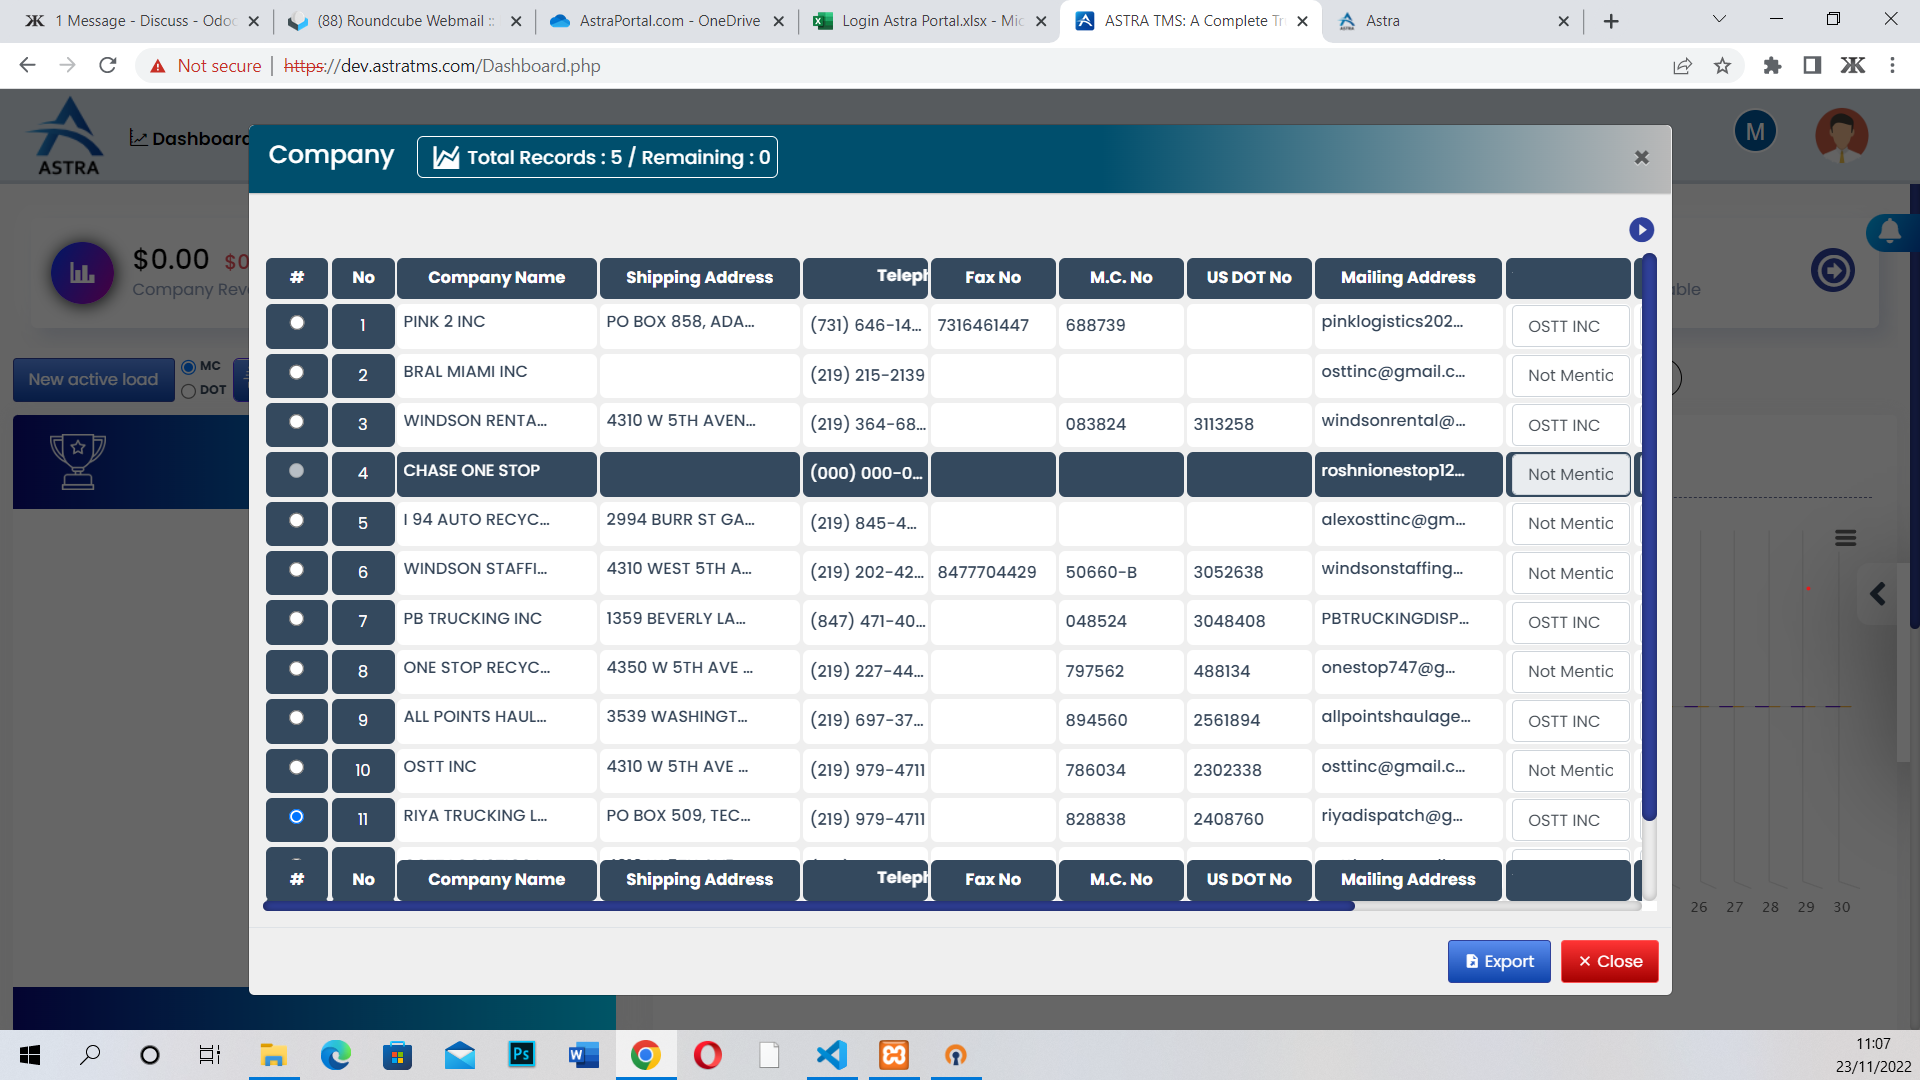 1 Message - Discuss - Odoo
(88) Roundcube Webmail ::
AstraPortal.com - OneDrive
Login Astra Portal.xlsx - Mic
ASTRA TMS: A Complete Tr
Astra
Not secure
https://dev.astratms.com/Dashboard.php
ASTRA
Dashboard
M
Company
Total Records : 5 / Remaining : 0
$0.00 $0
Company Reve
able
New active load
MC
DOT
# No Company Name Shipping Address Teleph Fax No M.C. No US DOT No Mailing Address
1 PINK 2 INC PO BOX 858, ADA... (731) 646-14... 7316461447 688739 pinklogistics202... OSTT INC
2 BRAL MIAMI INC (219) 215-2139 osttinc@gmail.c... Not Mentic
3 WINDSON RENTA... 4310 W 5TH AVEN... (219) 364-68... 083824 3113258 windsonrental@... OSTT INC
4 CHASE ONE STOP (000) 000-0... roshnionestop12... Not Mentic
5 I 94 AUTO RECYC... 2994 BURR ST GA... (219) 845-4... alexosttinc@gm... Not Mentic
6 WINDSON STAFFI... 4310 WEST 5TH A... (219) 202-42... 8477704429 50660-B 3052638 windsonstaffing... Not Mentic
7 PB TRUCKING INC 1359 BEVERLY LA... (847) 471-40... 048524 3048408 PBTRUCKINGDISP... OSTT INC
8 ONE STOP RECYC... 4350 W 5TH AVE ... (219) 227-44... 797562 488134 onestop747@g... Not Mentic
9 ALL POINTS HAUL... 3539 WASHINGT... (219) 697-37... 894560 2561894 allpointshaulage... OSTT INC
10 OSTT INC 4310 W 5TH AVE ... (219) 979-4711 786034 2302338 osttinc@gmail.c... Not Mentic
11 RIYA TRUCKING L... PO BOX 509, TEC... (219) 979-4711 828838 2408760 riyadispatch@g... OSTT INC
# No Company Name Shipping Address Teleph Fax No M.C. No US DOT No Mailing Address
26 27 28 29 30
Export
Close
11:07
23/11/2022